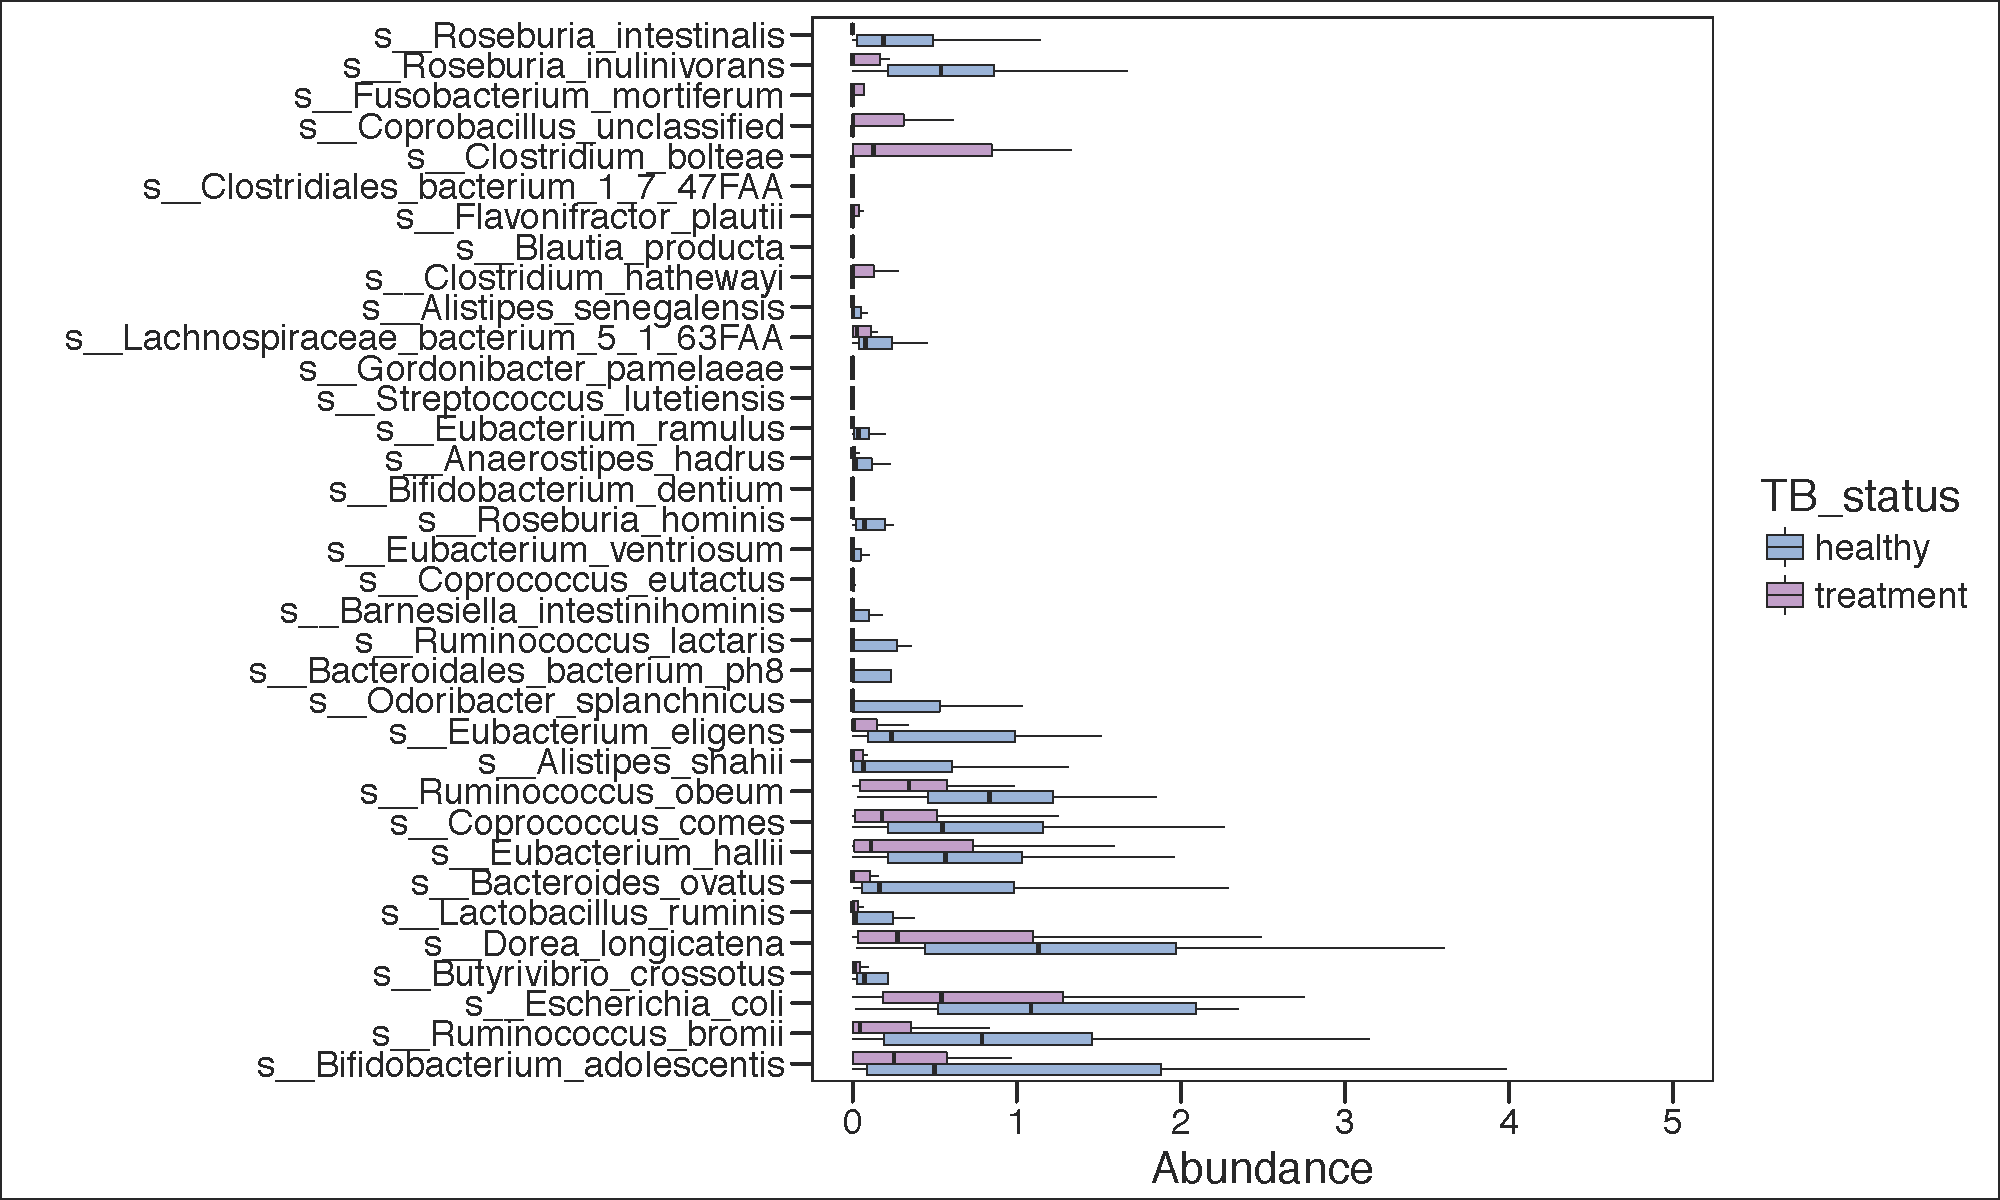 s__Roseburia_intestinalis
s__Roseburia_inulinivorans
s__Fusobacterium_mortiferum
s__Coprobacillus_unclassified
s__Clostridium_bolteae
s__Clostridiales_bacterium_1_7_47FAA
s__Flavonifractor_plautii
s__Blautia_producta
s__Clostridium_hathewayi
s__Alistipes_senegalensis
s__Lachnospiraceae_bacterium_5_1_63FAA
s__Gordonibacter_pamelaeae
s__Streptococcus_lutetiensis
s__Eubacterium_ramulus
s__Anaerostipes_hadrus
s__Bifidobacterium_dentium
s__Roseburia_hominis
s__Eubacterium_ventriosum
s__Coprococcus_eutactus
s__Barnesiella_intestinihominis
s__Ruminococcus_lactaris
s__Bacteroidales_bacterium_ph8
s__Odoribacter_splanchnicus
s__Eubacterium_eligens
s__Alistipes_shahii
s__Ruminococcus_obeum
s__Coprococcus_comes
s__Eubacterium_hallii
s__Bacteroides_ovatus
s__Lactobacillus_ruminis
s__Dorea_longicatena
s__Butyrivibrio_crossotus
s__Escherichia_coli
s__Ruminococcus_bromii
s__Bifidobacterium_adolescentis
0 1 2 3 4 5
Abundance
TB_status
healthy
treatment